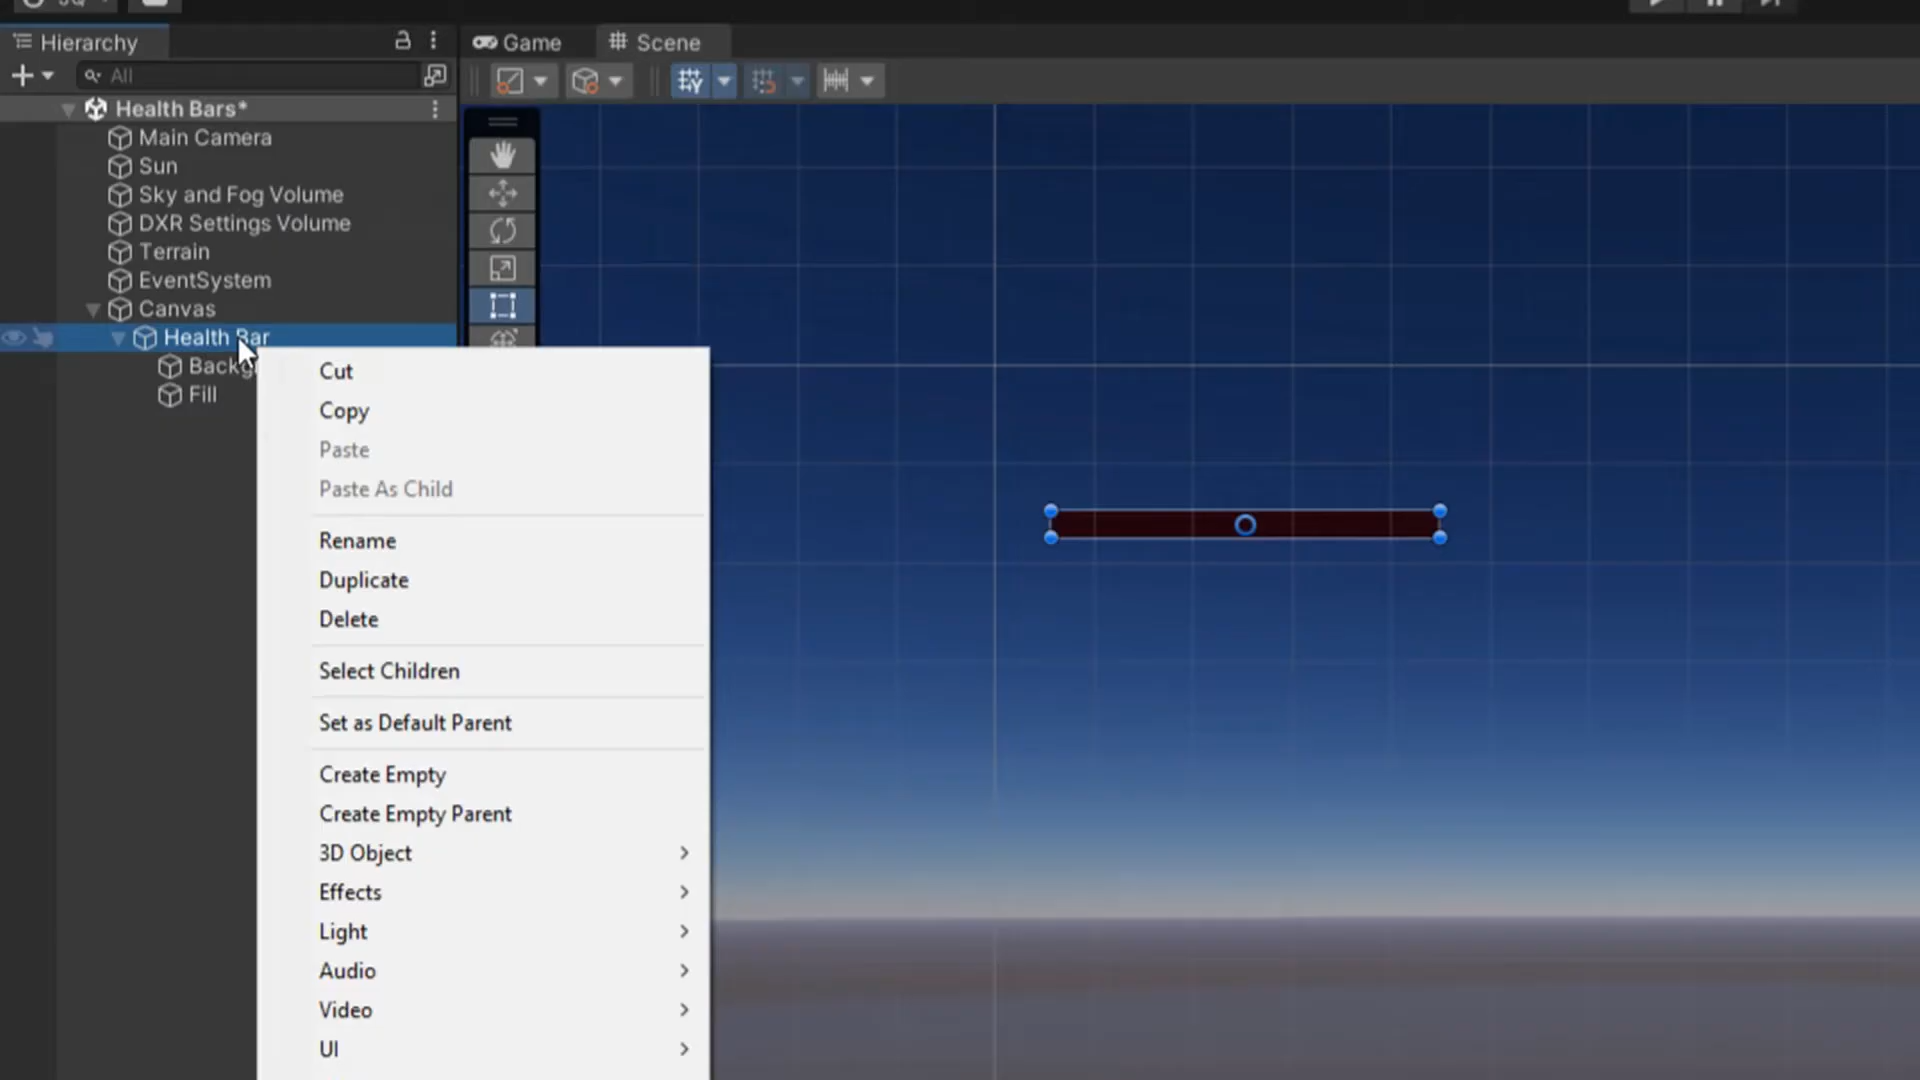 Hierarchy
All
Health Bars*
Main Camera
Sun
Sky and Fog Volume
DXR Settings Volume
Terrain
EventSystem
Canvas
Health Bar
Fill
Cut
Copy
Paste
Paste As Child
Rename
Duplicate
Delete
Select Children
Set as Default Parent
Create Empty
Create Empty Parent
3D Object
Effects
Light
Audio
Video
UI
Game
Scene